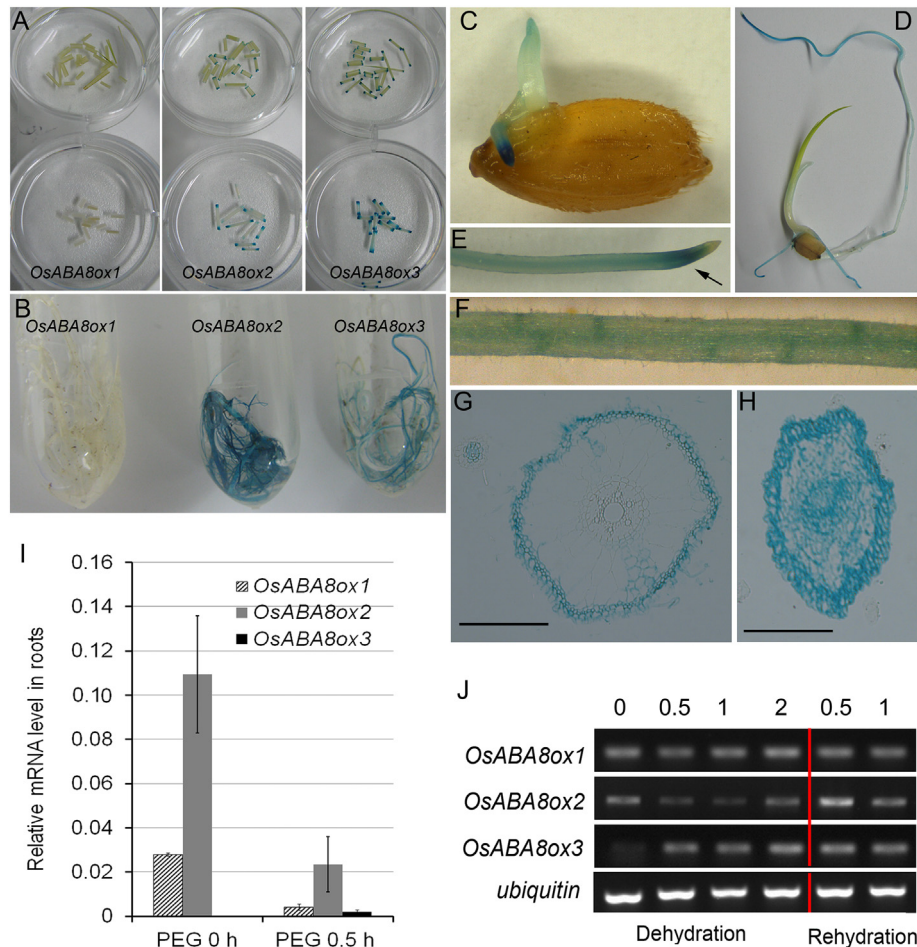 A
OsABA8ox1
OsABA8ox2
OsABA8ox3
B
OsABA8ox1
OsABA8ox2
OsABA8ox3
C
D
E
F
G
H
I
Relative mRNA level in roots
0.16
0.14
0.12
0.10
0.08
0.06
0.04
0.02
0.00
OsABA8ox1
OsABA8ox2
OsABA8ox3
PEG 0 h
PEG 0.5 h
J
0 0.5 1 2 0.5 1
OsABA8ox1
OsABA8ox2
OsABA8ox3
ubiquitin
Dehydration Rehydration